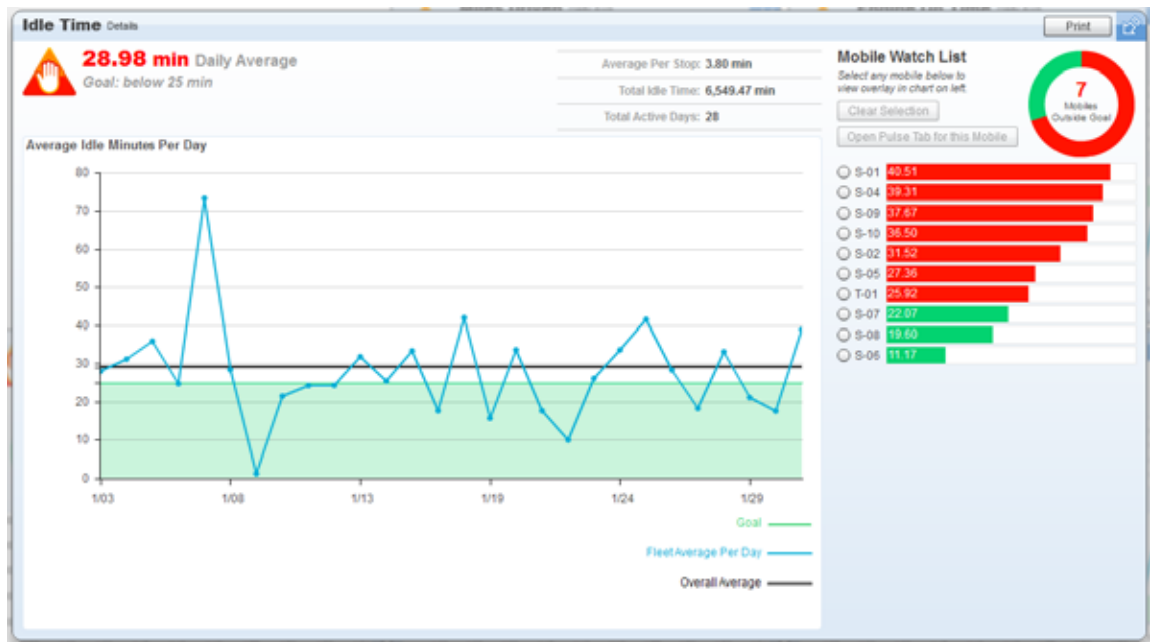 Idle Time Details
Print
28.98 min Daily Average
Goal: below 25 min
Average Per Stop: 3.80 min
Total Idle Time: 6,549.47 min
Total Active Days: 28
Mobile Watch List
Select any mobile below to
view overlay in chart on left.
Clear Selection
Open Pulse Tab for this Mobile
7
Mobiles
Outside Goal
Average Idle Minutes Per Day
80
70
60
50
40
30
20
10
0
1/03 1/08 1/13 1/19 1/24 1/29
Goal
Fleet Average Per Day
Overall Average
S-01 40.51
S-04 39.31
S-09 37.67
S-10 36.50
S-02 31.52
S-05 27.36
T-01 25.92
S-07 22.07
S-08 19.60
S-06 11.17